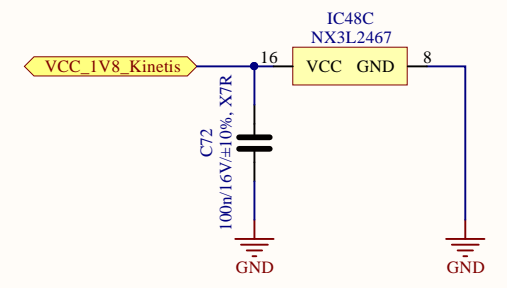 IC48C
NX3L2467
VCC_1V8_Kinetis
16
VCC GND
8
C72
100n/16V/±10%, X7R
GND
GND